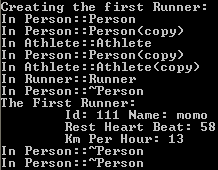 Creating the first Runner:
In Person::Person
In Person::Person(copy)
In Athlete::Athlete
In Person::Person(copy)
In Athlete::Athlete(copy)
In Runner::Runner
In Person::~Person
The First Runner:
Id: 111 Name: momo
Rest Heart Beat: 58
Km Per Hour: 13
In Person::~Person
In Person::~Person